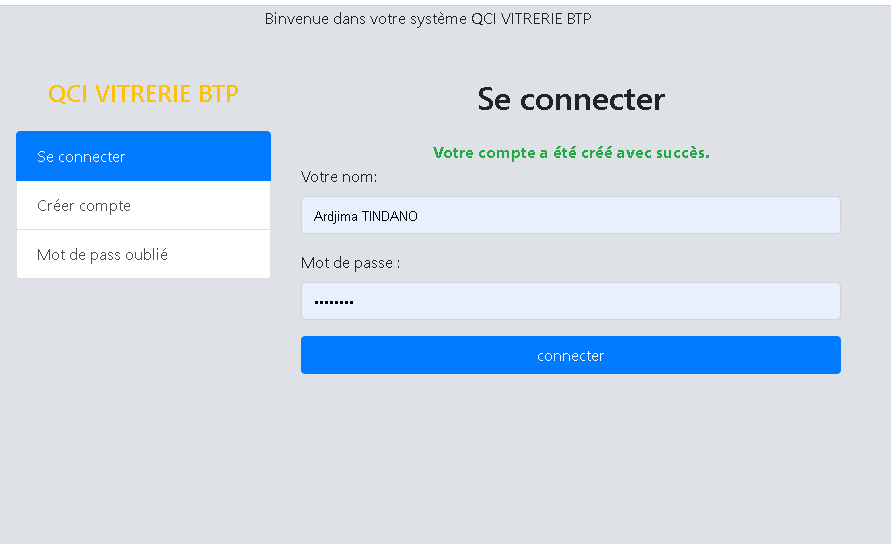 Binvenue dans votre système QCI VITRERIE BTP
QCI VITRERIE BTP
Se connecter
Créer compte
Mot de pass oublié
Se connecter
Votre compte a été créé avec succès.
Votre nom:
Ardjima TINDANO
Mot de passe :
••••••••
connecter